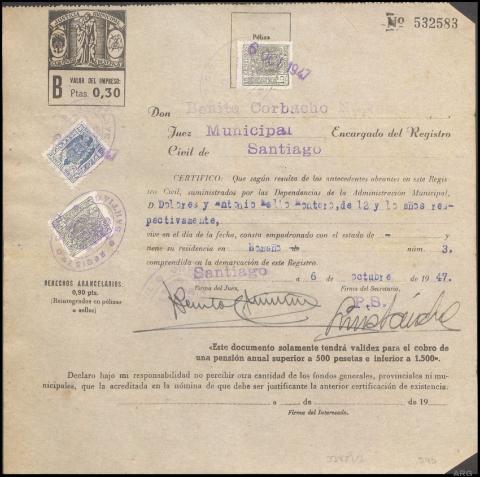 Nº 532583
JUSTICIA MUNICIPAL
B VALOR DEL IMPRESO:
Ptas. 0,30
Póliza
6 1947
Don Benito Corbacho
Juez Municipal Encargado del Registro
Civil de Santiago
CERTIFICO: Que según resulta de los antecedentes obrantes en este Regis
tro Civil, suministrados por las Dependencias de la Administración Municipal,
D. Dolores y Antonio Bello Montero, de 12 y 10 años res-
pectivamente,
vive en el día de la fecha, consta empadronado con el estado de -
tiene su residencia en de núm. 3.
comprendida en la demarcación de este Registro.
Santiago a 6 de octubre de 1947.
DERECHOS ARANCELARIOS:
0,90 pts.
(Reintegrados en pólizas
o sellos)
Firma del Juez, Firma del Secretario,
P.S.
«Este documento solamente tendrá validez para el cobro de
una pensión anual superior a 500 pesetas e inferior a 1.500».
Declaro bajo mi responsabilidad no percibir otra cantidad de los fondos generales, provinciales ni mu-
nicipales, que la acreditada en la nómina de que debe ser justificante la anterior certificación de existencia.
a de de 19
Firma del Interesado.
ARG